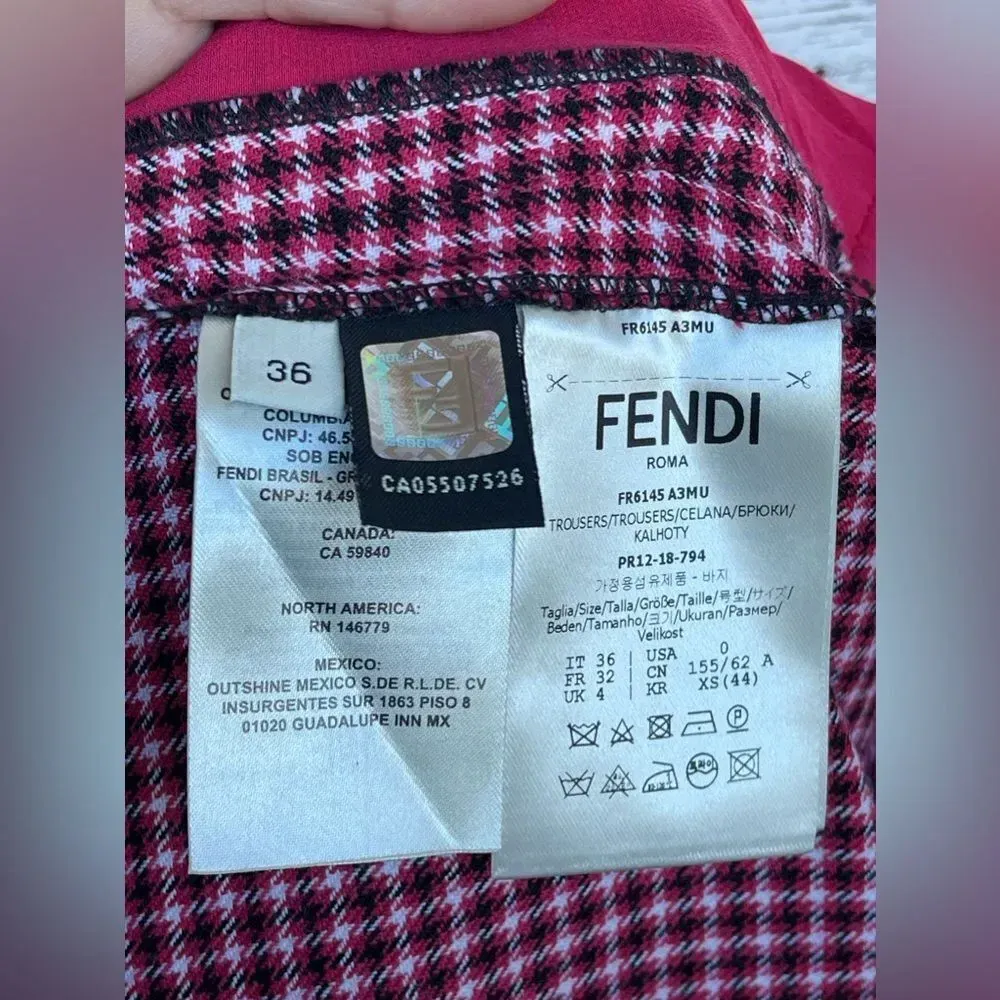 36
COLUMBIA
CNPJ: 46.5
SOB EN
FENDI BRASIL - GR
CNPJ: 14.49
CANADA:
CA 59840
NORTH AMERICA:
RN 146779
MEXICO:
OUTSHINE MEXICO S.DE R.L.DE. CV
INSURGENTES SUR 1863 PISO 8
01020 GUADALUPE INN MX
CA05507526
FR6145 A3MU
FENDI
ROMA
FR6145 A3MU
TROUSERS/TROUSERS/CELANA/БРЮКИ/
KALHOTY
PR12-18-794
가정용섬유제품 - 바지
Taglia/Size/Talla/Größe/Taille/号型/サイズ/
Beden/Tamanho/크기/Ukuran/Размер/
Velikost
IT 36 | USA 0
FR 32 | CN 155/62 A
UK 4 | KR XS(44)
P
드라이